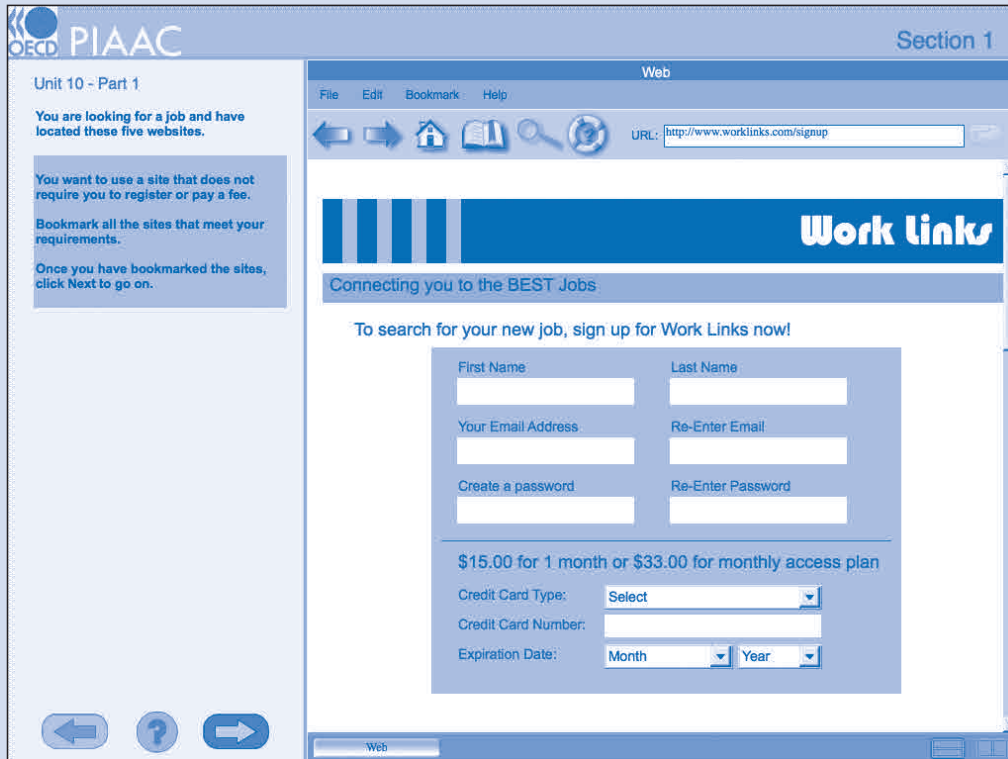 OECD PIAAC
Section 1
Unit 10 - Part 1
You are looking for a job and have
located these five websites.
You want to use a site that does not
require you to register or pay a fee.
Bookmark all the sites that meet your
requirements.
Once you have bookmarked the sites,
click Next to go on.
Web
File Edit Bookmark Help
URL: http://www.worklinks.com/signup
Work Links
Connecting you to the BEST Jobs
To search for your new job, sign up for Work Links now!
First Name Last Name
Your Email Address Re-Enter Email
Create a password Re-Enter Password
$15.00 for 1 month or $33.00 for monthly access plan
Credit Card Type: Select
Credit Card Number:
Expiration Date: Month Year
?
Web